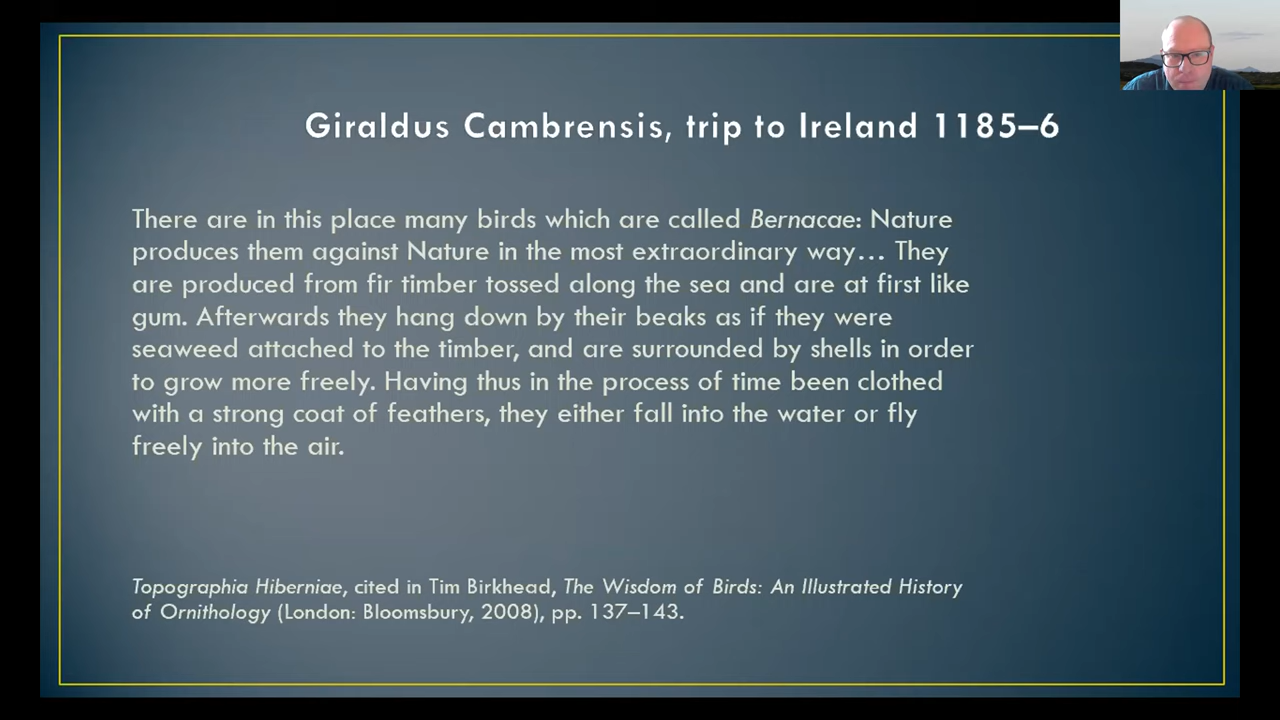 Giraldus Cambrensis, trip to Ireland 1185–6
There are in this place many birds which are called Bernacae: Nature
produces them against Nature in the most extraordinary way… They
are produced from fir timber tossed along the sea and are at first like
gum. Afterwards they hang down by their beaks as if they were
seaweed attached to the timber, and are surrounded by shells in order
to grow more freely. Having thus in the process of time been clothed
with a strong coat of feathers, they either fall into the water or fly
freely into the air.
Topographia Hiberniae, cited in Tim Birkhead, The Wisdom of Birds: An Illustrated History
of Ornithology (London: Bloomsbury, 2008), pp. 137–143.